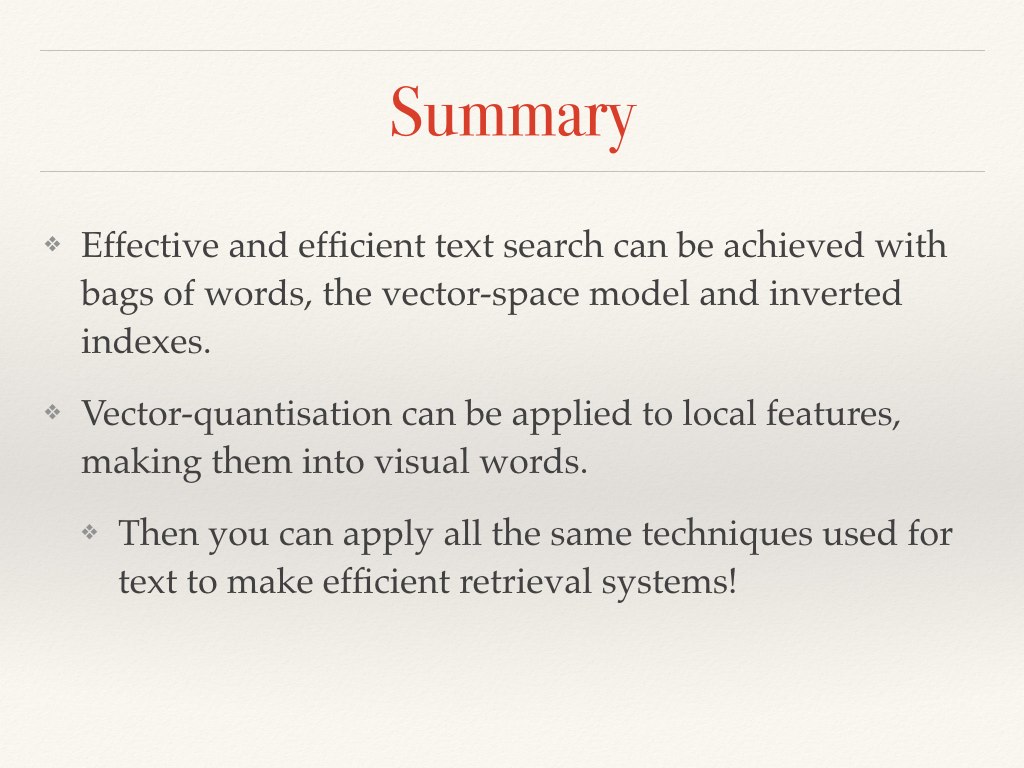 Summary
❖ Effective and efficient text search can be achieved with
bags of words, the vector-space model and inverted
indexes.
❖ Vector-quantisation can be applied to local features,
making them into visual words.
❖ Then you can apply all the same techniques used for
text to make efficient retrieval systems!